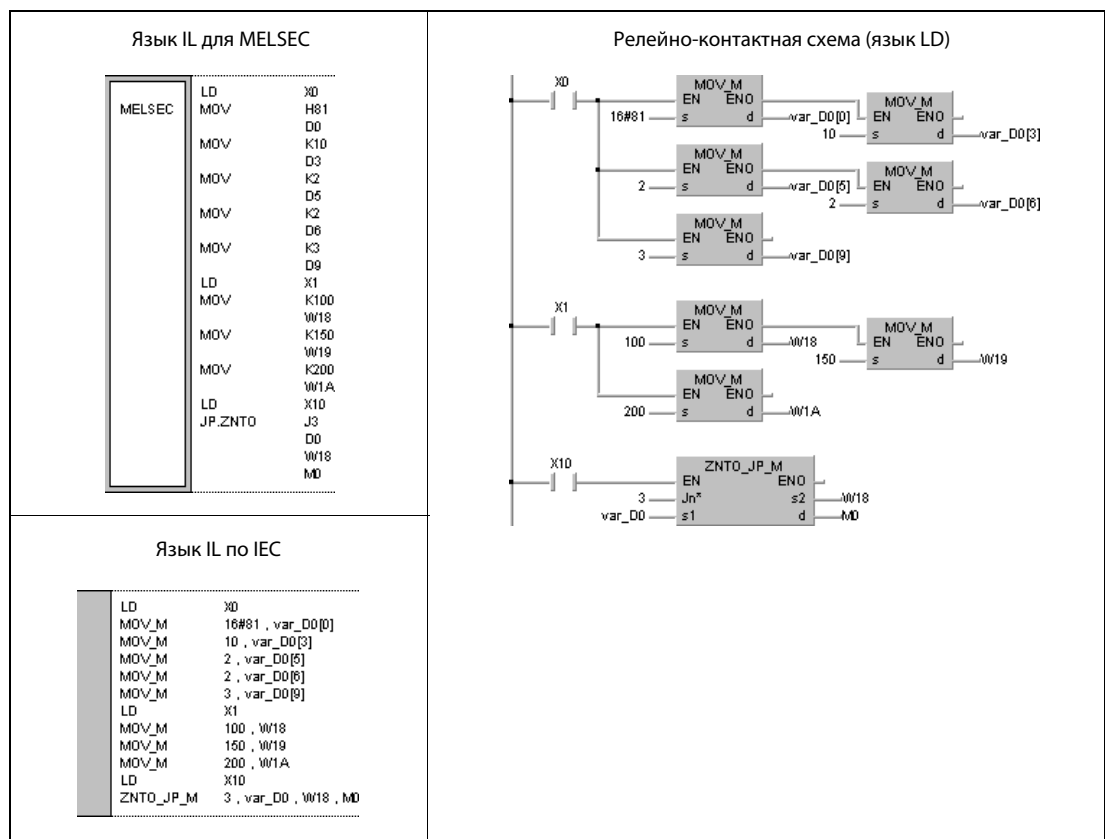 Язык IL для MELSEC
MELSEC
LD X0
MOV H81
D0
MOV K10
D3
MOV K2
D5
MOV K2
D6
MOV K3
D9
LD X1
MOV K100
W18
MOV K150
W19
MOV K200
W1A
LD X10
JP.ZNTO J3
D0
W18
M0
Язык IL по IEC
LD X0
MOV_M 16#81 , var_D0[0]
MOV_M 10 , var_D0[3]
MOV_M 2 , var_D0[5]
MOV_M 2 , var_D0[6]
MOV_M 3 , var_D0[9]
LD X1
MOV_M 100 , W18
MOV_M 150 , W19
MOV_M 200 , W1A
LD X10
ZNTO_JP_M 3 , var_D0 , W18 , M0
Релейно-контактная схема (язык LD)
X0
MOV_M
EN ENO
16#81 s d var_D0[0]
MOV_M
EN ENO
10 s d var_D0[3]
MOV_M
EN ENO
2 s d var_D0[5]
MOV_M
EN ENO
2 s d var_D0[6]
MOV_M
EN ENO
3 s d var_D0[9]
X1
MOV_M
EN ENO
100 s d W18
MOV_M
EN ENO
150 s d W19
MOV_M
EN ENO
200 s d W1A
X10
ZNTO_JP_M
EN ENO
3 Jn* s2 W18
var_D0 s1 d M0